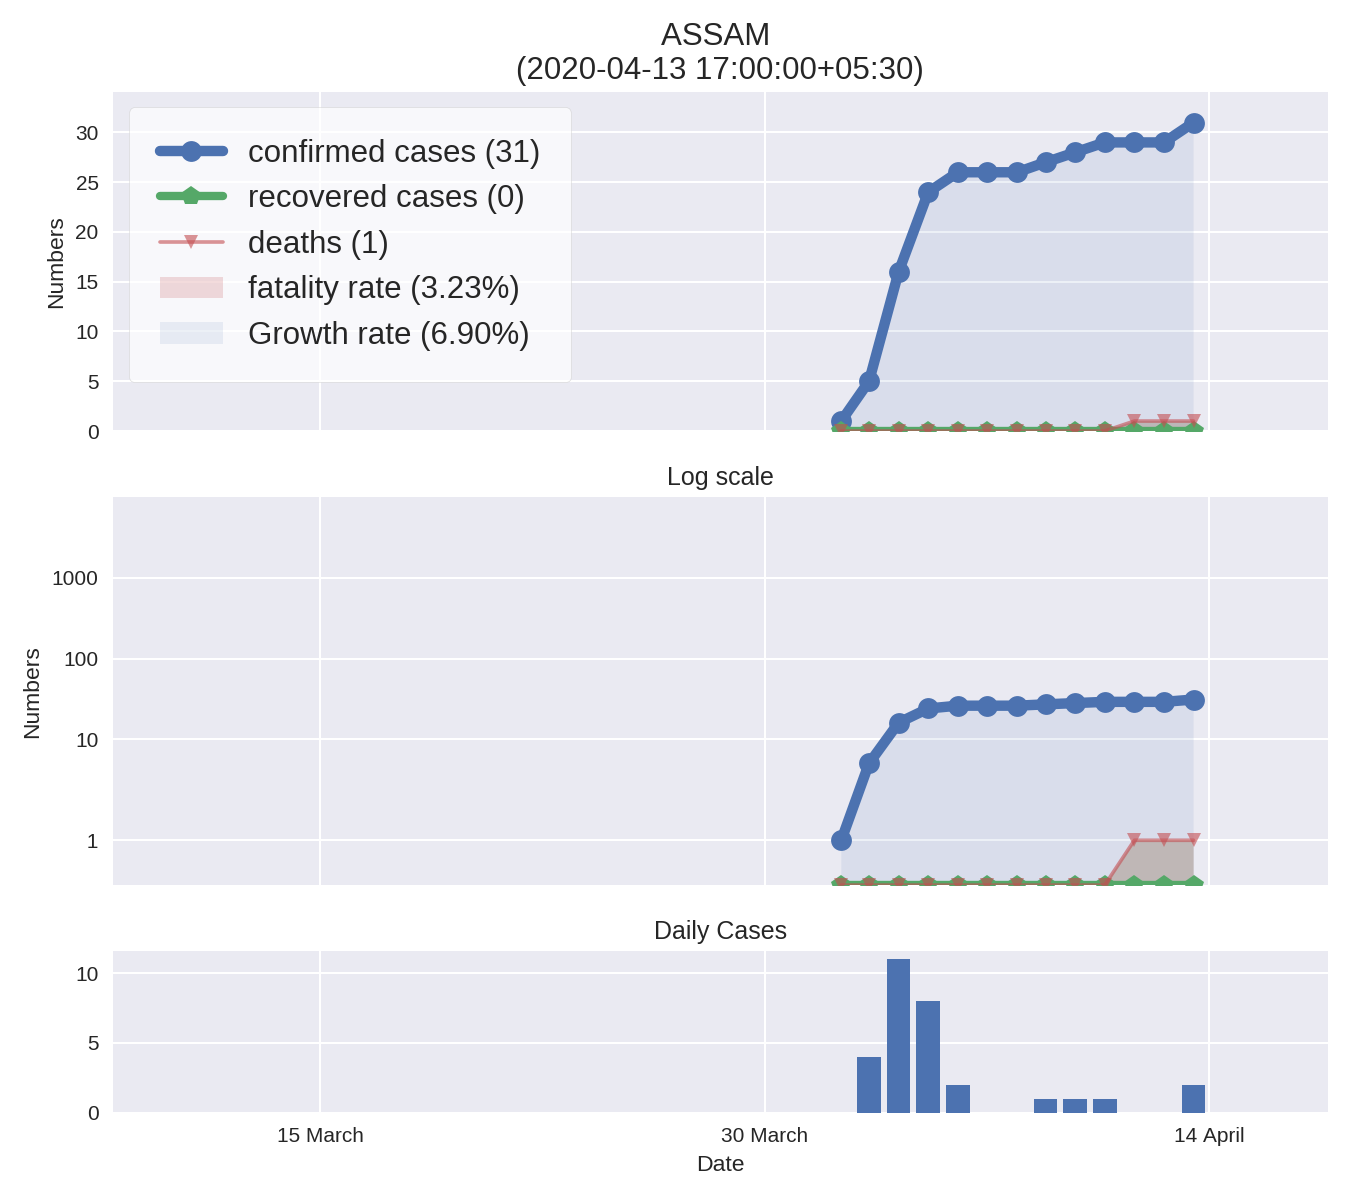 ASSAM
(2020-04-13 17:00:00+05:30)
confirmed cases (31)
recovered cases (0)
deaths (1)
fatality rate (3.23%)
Growth rate (6.90%)
Numbers
30
25
20
15
10
5
0
Log scale
Numbers
1000
100
10
1
Daily Cases
10
5
0
15 March
30 March
14 April
Date